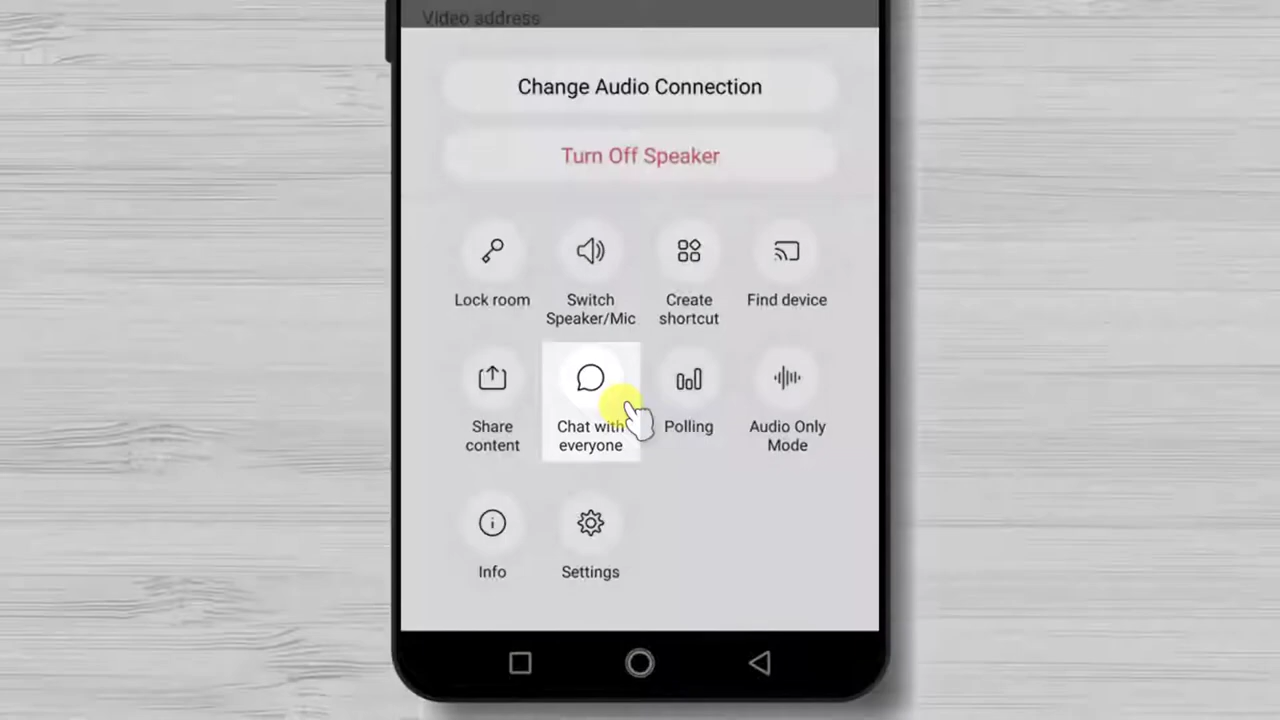 Video address
Change Audio Connection
Turn Off Speaker
Lock room
Switch
Speaker/Mic
Create
shortcut
Find device
Share
content
Chat with
everyone
Polling
Audio Only
Mode
Info
Settings